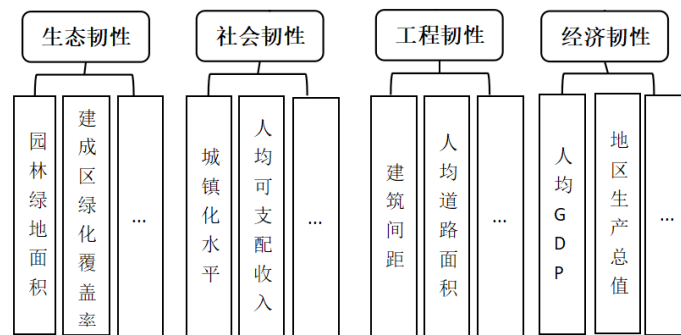 生态韧性
社会韧性
工程韧性
经济韧性
园林绿地面积
建成区绿化覆盖率
...
城镇化水平
人均可支配收入
...
建筑间距
人均道路面积
...
人均GDP
地区生产总值
...